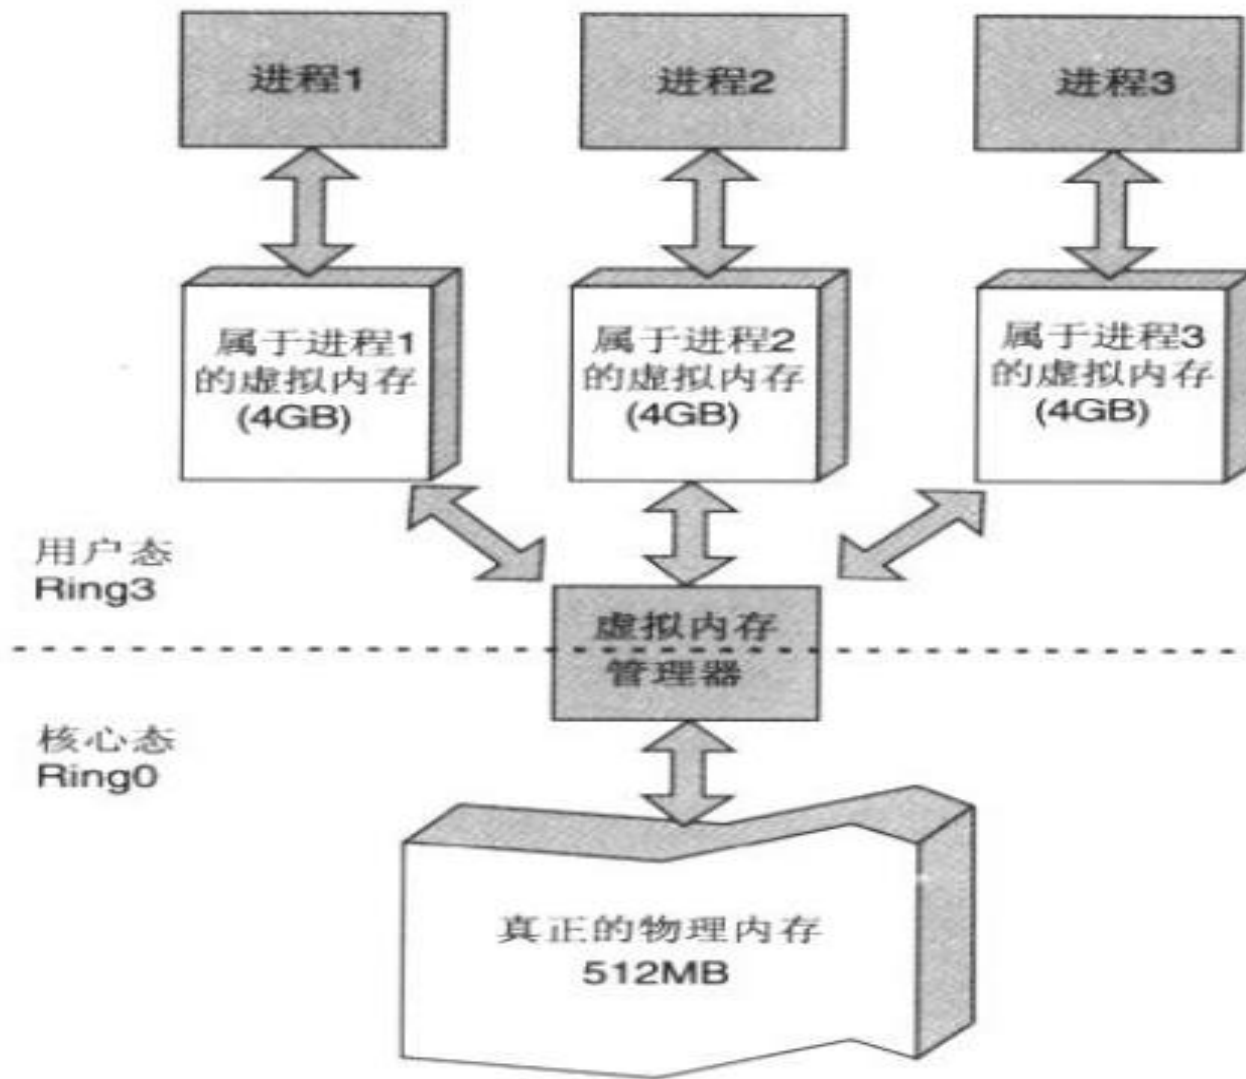 进程1
进程2
进程3
属于进程1
的虚拟内存
(4GB)
属于进程2
的虚拟内存
(4GB)
属于进程3
的虚拟内存
(4GB)
用户态
Ring3
虚拟内存
管理器
核心态
Ring0
真正的物理内存
512MB